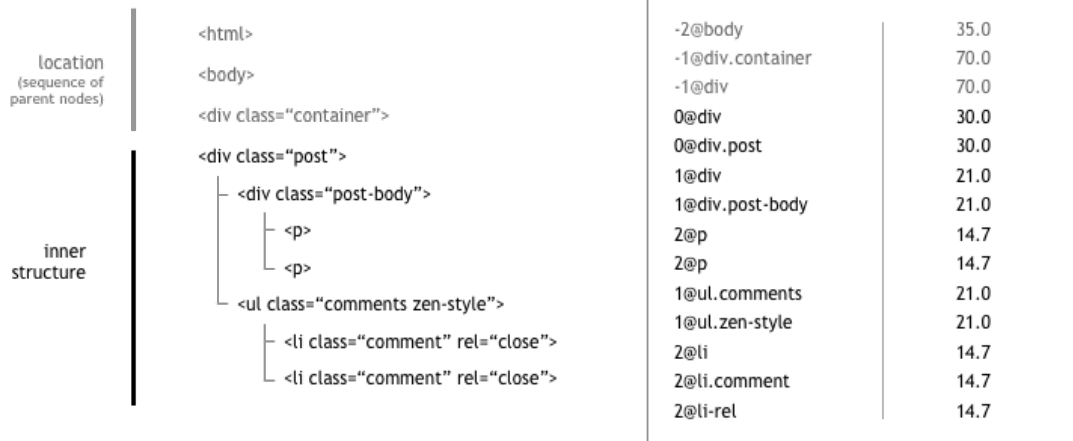 location
(sequence of
parent nodes)
<html>
<body>
<div class=“container”>
inner
structure
<div class=“post”>
<div class=“post-body”>
<p>
<p>
<ul class=“comments zen-style”>
<li class=“comment” rel=“close”>
<li class=“comment” rel=“close”>
-2@body 35.0
-1@div.container 70.0
-1@div 70.0
0@div 30.0
0@div.post 30.0
1@div 21.0
1@div.post-body 21.0
2@p 14.7
2@p 14.7
1@ul.comments 21.0
1@ul.zen-style 21.0
2@li 14.7
2@li.comment 14.7
2@li-rel 14.7